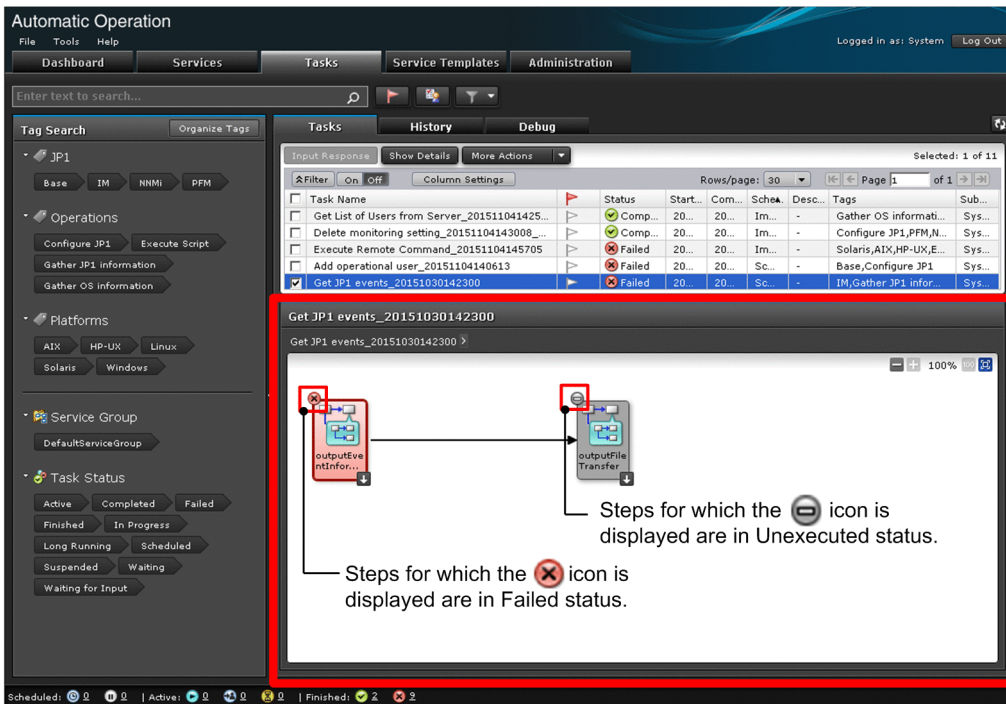 Automatic Operation
File Tools Help
Logged in as: System Log Out
Dashboard Services Tasks Service Templates Administration
Enter text to search...
Tag Search Organize Tags
JP1
Base IM NNMi PFM
Operations
Configure JP1 Execute Script
Gather JP1 information
Gather OS information
Platforms
AIX HP-UX Linux
Solaris Windows
Service Group
DefaultServiceGroup
Task Status
Active Completed Failed
Finished In Progress
Long Running Scheduled
Suspended Waiting
Waiting for Input
Tasks History Debug
Input Response Show Details More Actions Selected: 1 of 11
Filter On Off Column Settings Rows/page: 30 Page 1 of 1
Task Name Status Start... Com... Sche... Desc... Tags Sub...
Get List of Users from Server_201511041425... Comp... 20... 20... Im... - Gather OS informati... Sys...
Delete monitoring setting_20151104143008_... Comp... 20... 20... Im... - Configure JP1,PFM,N... Sys...
Execute Remote Command_20151104145705 Failed 20... 20... Im... - Solaris,AIX,HP-UX,E... Sys...
Add operational user_20151104140613 Failed 20... 20... Sc... - Base,Configure JP1 Sys...
Get JP1 events_20151030142300 Failed 20... 20... Sc... - IM,Gather JP1 infor... Sys...
Get JP1 events_20151030142300
Get JP1 events_20151030142300 >
100%
outputEve
ntInfor...
outputFile
Transfer
Steps for which the icon is
displayed are in Unexecuted status.
Steps for which the icon is
displayed are in Failed status.
Scheduled: 0 0 | Active: 0 0 0 | Finished: 2 9